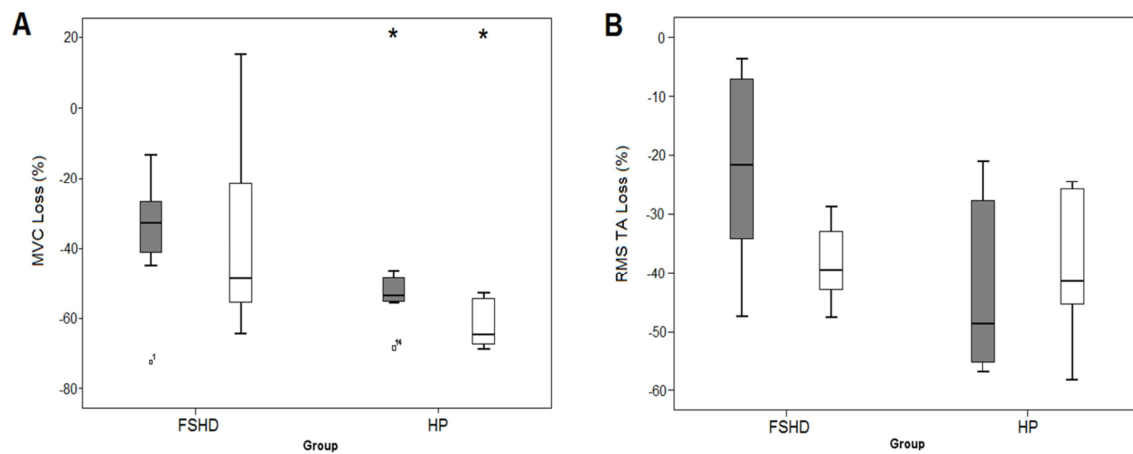 A
MVC Loss (%)
20
0
-20
-40
-60
-80
* *
1
14
FSHD HP
Group
B
RMS TA Loss (%)
0
-10
-20
-30
-40
-50
-60
FSHD HP
Group